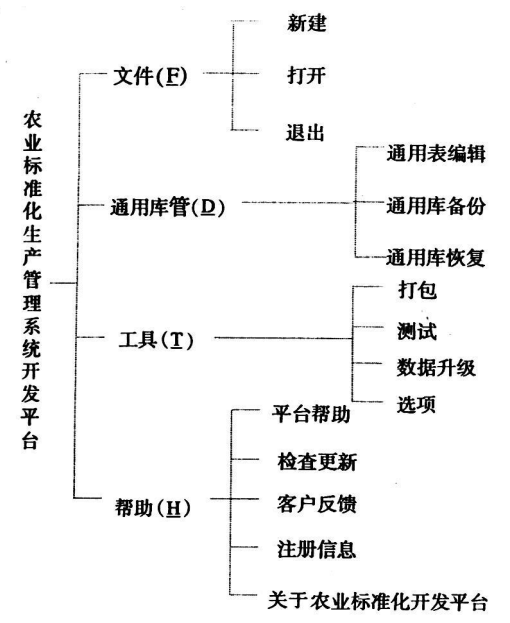 农业标准化生产管理系统开发平台
文件(F)
新建
打开
退出
通用库管(D)
通用表编辑
通用库备份
通用库恢复
工具(T)
打包
测试
数据升级
选项
帮助(H)
平台帮助
检查更新
客户反馈
注册信息
关于农业标准化开发平台